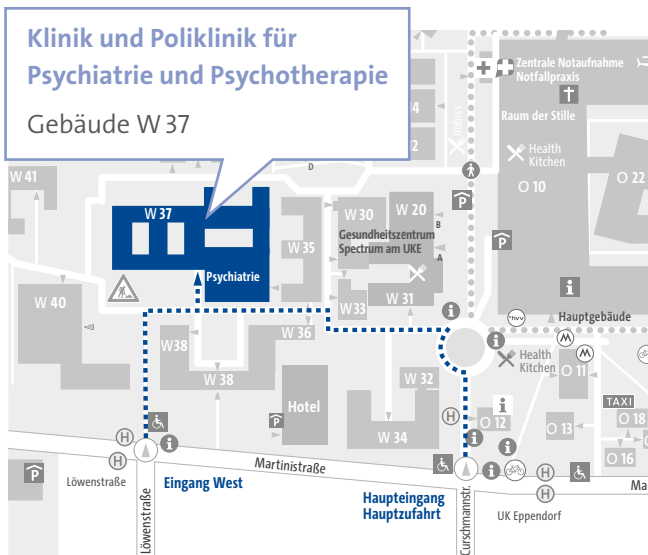 Klinik und Poliklinik für
Psychiatrie und Psychotherapie
Gebäude W 37
Zentrale Notaufnahme
Notfallpraxis
Raum der Stille
Imbiss
Health
Kitchen
O 10
O 22
D
W 41
W 37
W 30
W 20
B
Gesundheitszentrum
Spectrum am UKE
A
W 35
Psychiatrie
W 40
W 33
W 31
i
hvv
Hauptgebäude
W38
W 36
W 38
Health
Kitchen
O 11
W 32
Hotel
TAXI
O 18
O 12
O 13
W 34
O 16
H
H
H
Martinistraße
H
H
Löwenstraße
Eingang West
Haupteingang
Hauptzufahrt
UK Eppendorf
Ma
Löwenstraße
Curschmannstr.